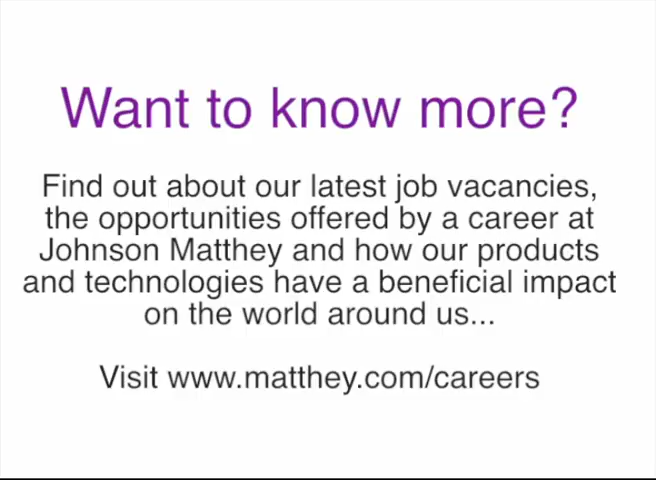 Want to know more?
Find out about our latest job vacancies,
the opportunities offered by a career at
Johnson Matthey and how our products
and technologies have a beneficial impact
on the world around us...
Visit www.matthey.com/careers